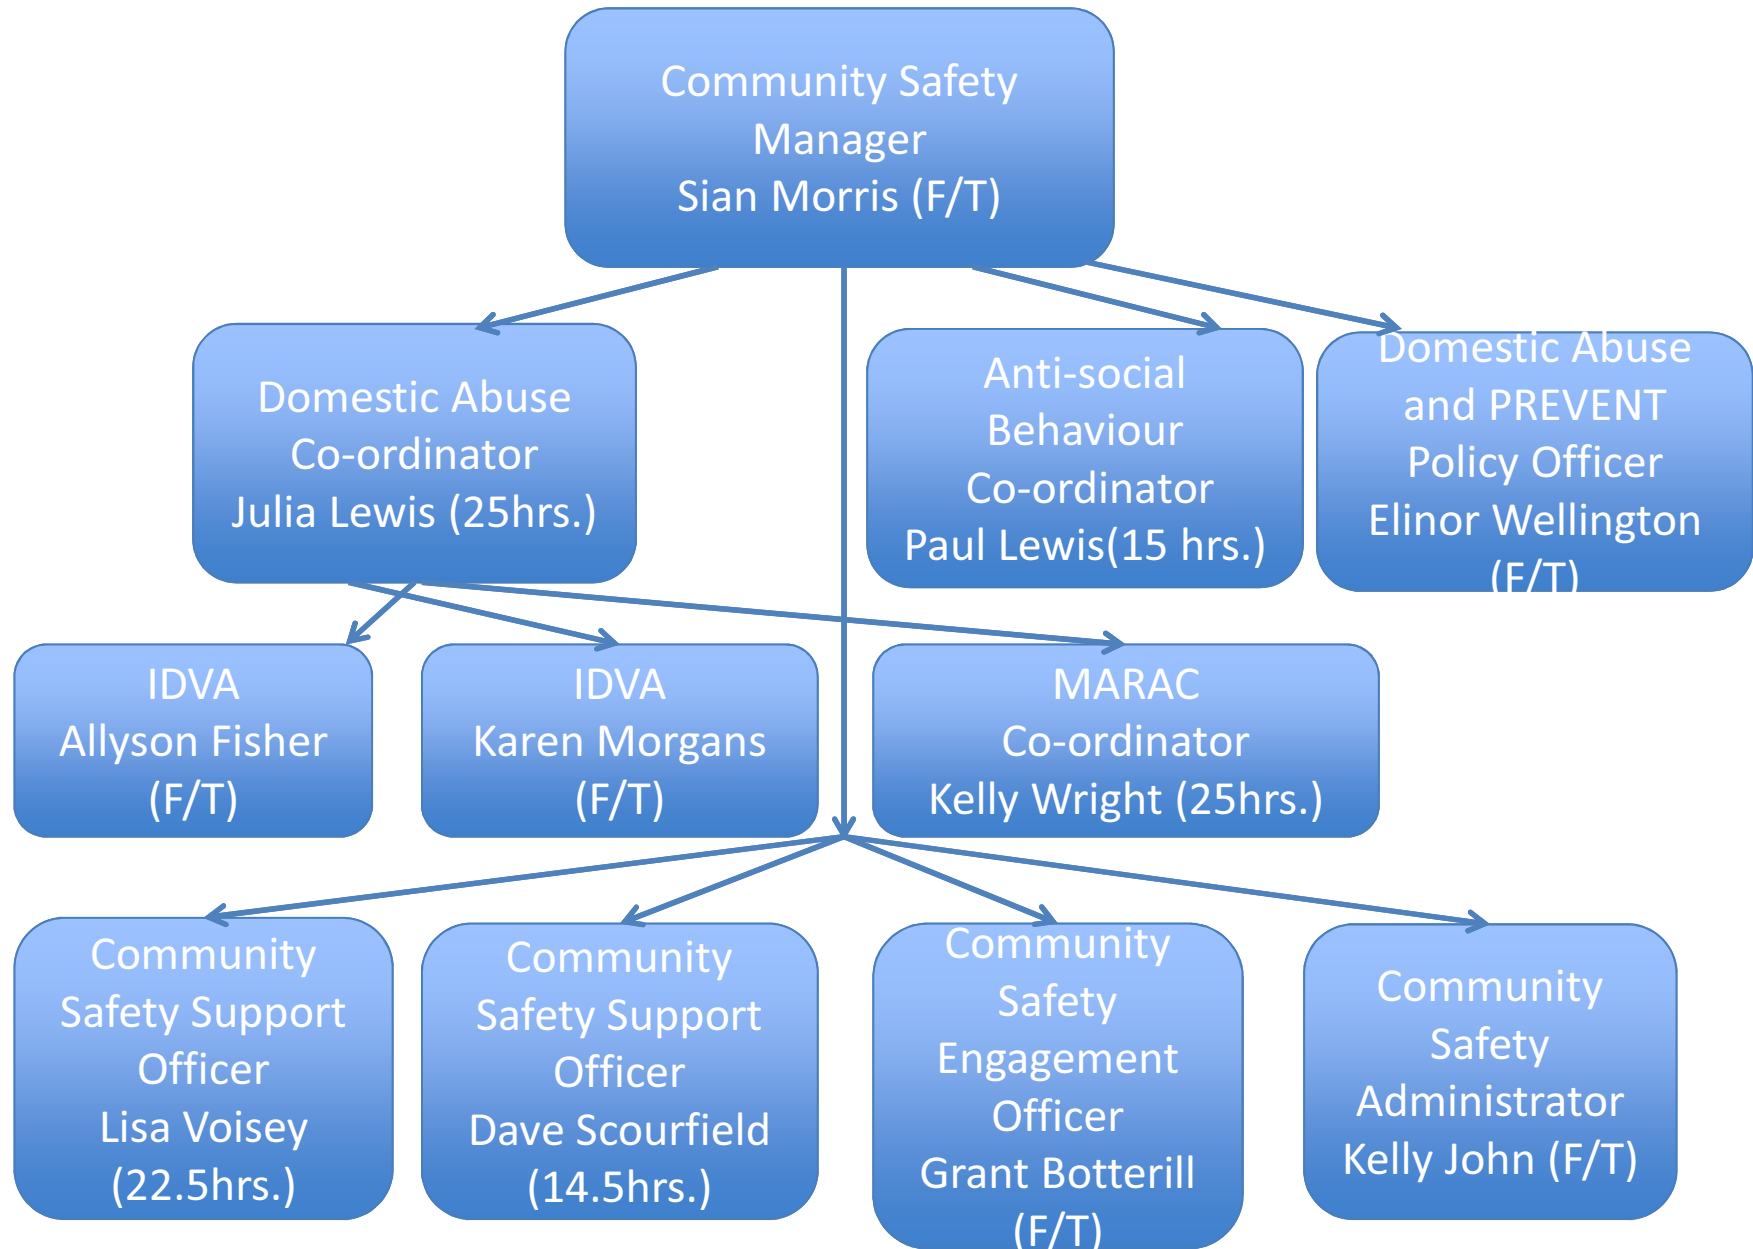 Community Safety
Manager
Sian Morris (F/T)
Domestic Abuse
Co-ordinator
Julia Lewis (25hrs.)
Anti-social
Behaviour
Co-ordinator
Paul Lewis(15 hrs.)
Domestic Abuse
and PREVENT
Policy Officer
Elinor Wellington
(F/T)
IDVA
Allyson Fisher
(F/T)
IDVA
Karen Morgans
(F/T)
MARAC
Co-ordinator
Kelly Wright (25hrs.)
Community
Safety Support
Officer
Lisa Voisey
(22.5hrs.)
Community
Safety Support
Officer
Dave Scourfield
(14.5hrs.)
Community
Safety
Engagement
Officer
Grant Botterill
(F/T)
Community
Safety
Administrator
Kelly John (F/T)